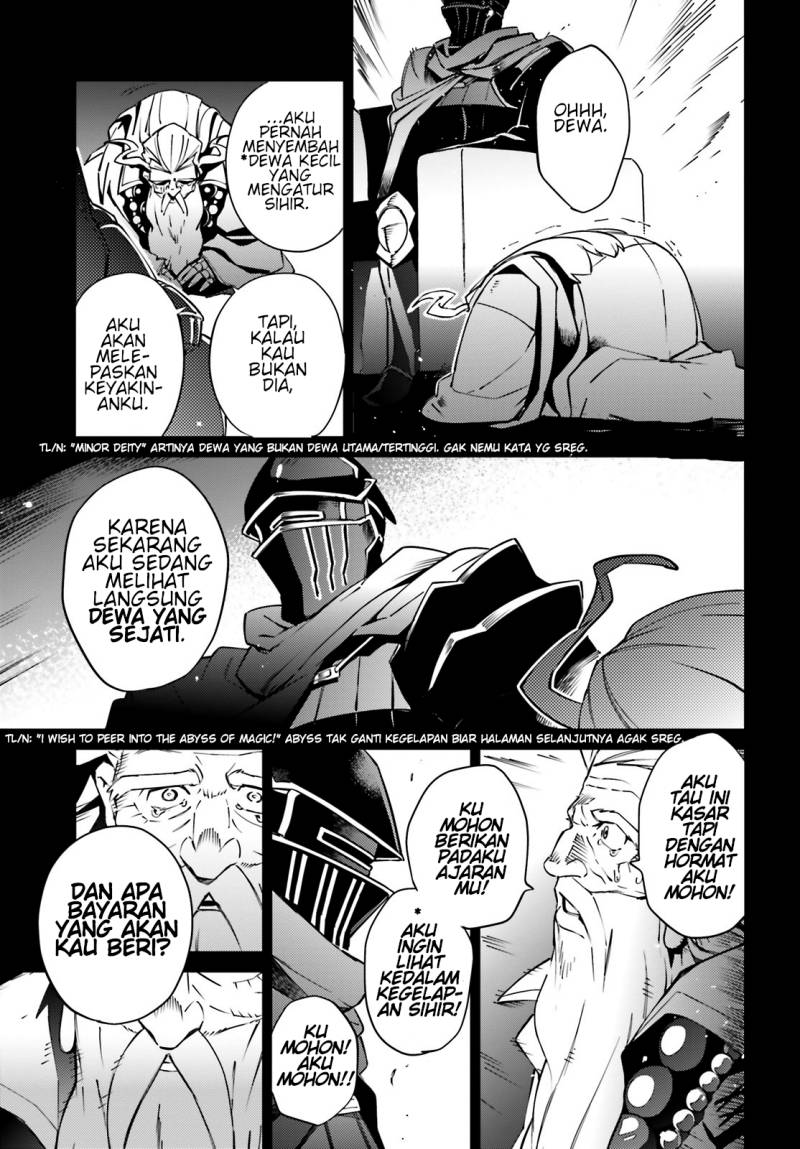 OHHH,
DEWA.
...AKU
PERNAH
MENYEMBAH
*DEWA KECIL
YANG
MENGATUR
SIHIR.
TAPI,
KALAU
KAU
BUKAN
DIA,
AKU
AKAN
MELE-
PASKAN
KEYAKIN-
ANKU.
TL/N: "MINOR DEITY" ARTINYA DEWA YANG BUKAN DEWA UTAMA/TERTINGGI. GAK NEMU KATA YG SREG.
KARENA
SEKARANG
AKU SEDANG
MELIHAT
LANGSUNG
DEWA YANG
SEJATI.
TL/N: "I WISH TO PEER INTO THE ABYSS OF MAGIC!" ABYSS TAK GANTI KEGELAPAN BIAR HALAMAN SELANJUTNYA AGAK SREG.
AKU
TAU INI
KASAR
TAPI
DENGAN
HORMAT
AKU
MOHON!
KU
MOHON
BERIKAN
PADAKU
AJARAN
MU!
*
AKU
INGIN
LIHAT
KEDALAM
KEGELAP-
AN SIHIR!
KU
MOHON!
AKU
MOHON!!
DAN APA
BAYARAN
YANG AKAN
KAU BERI?